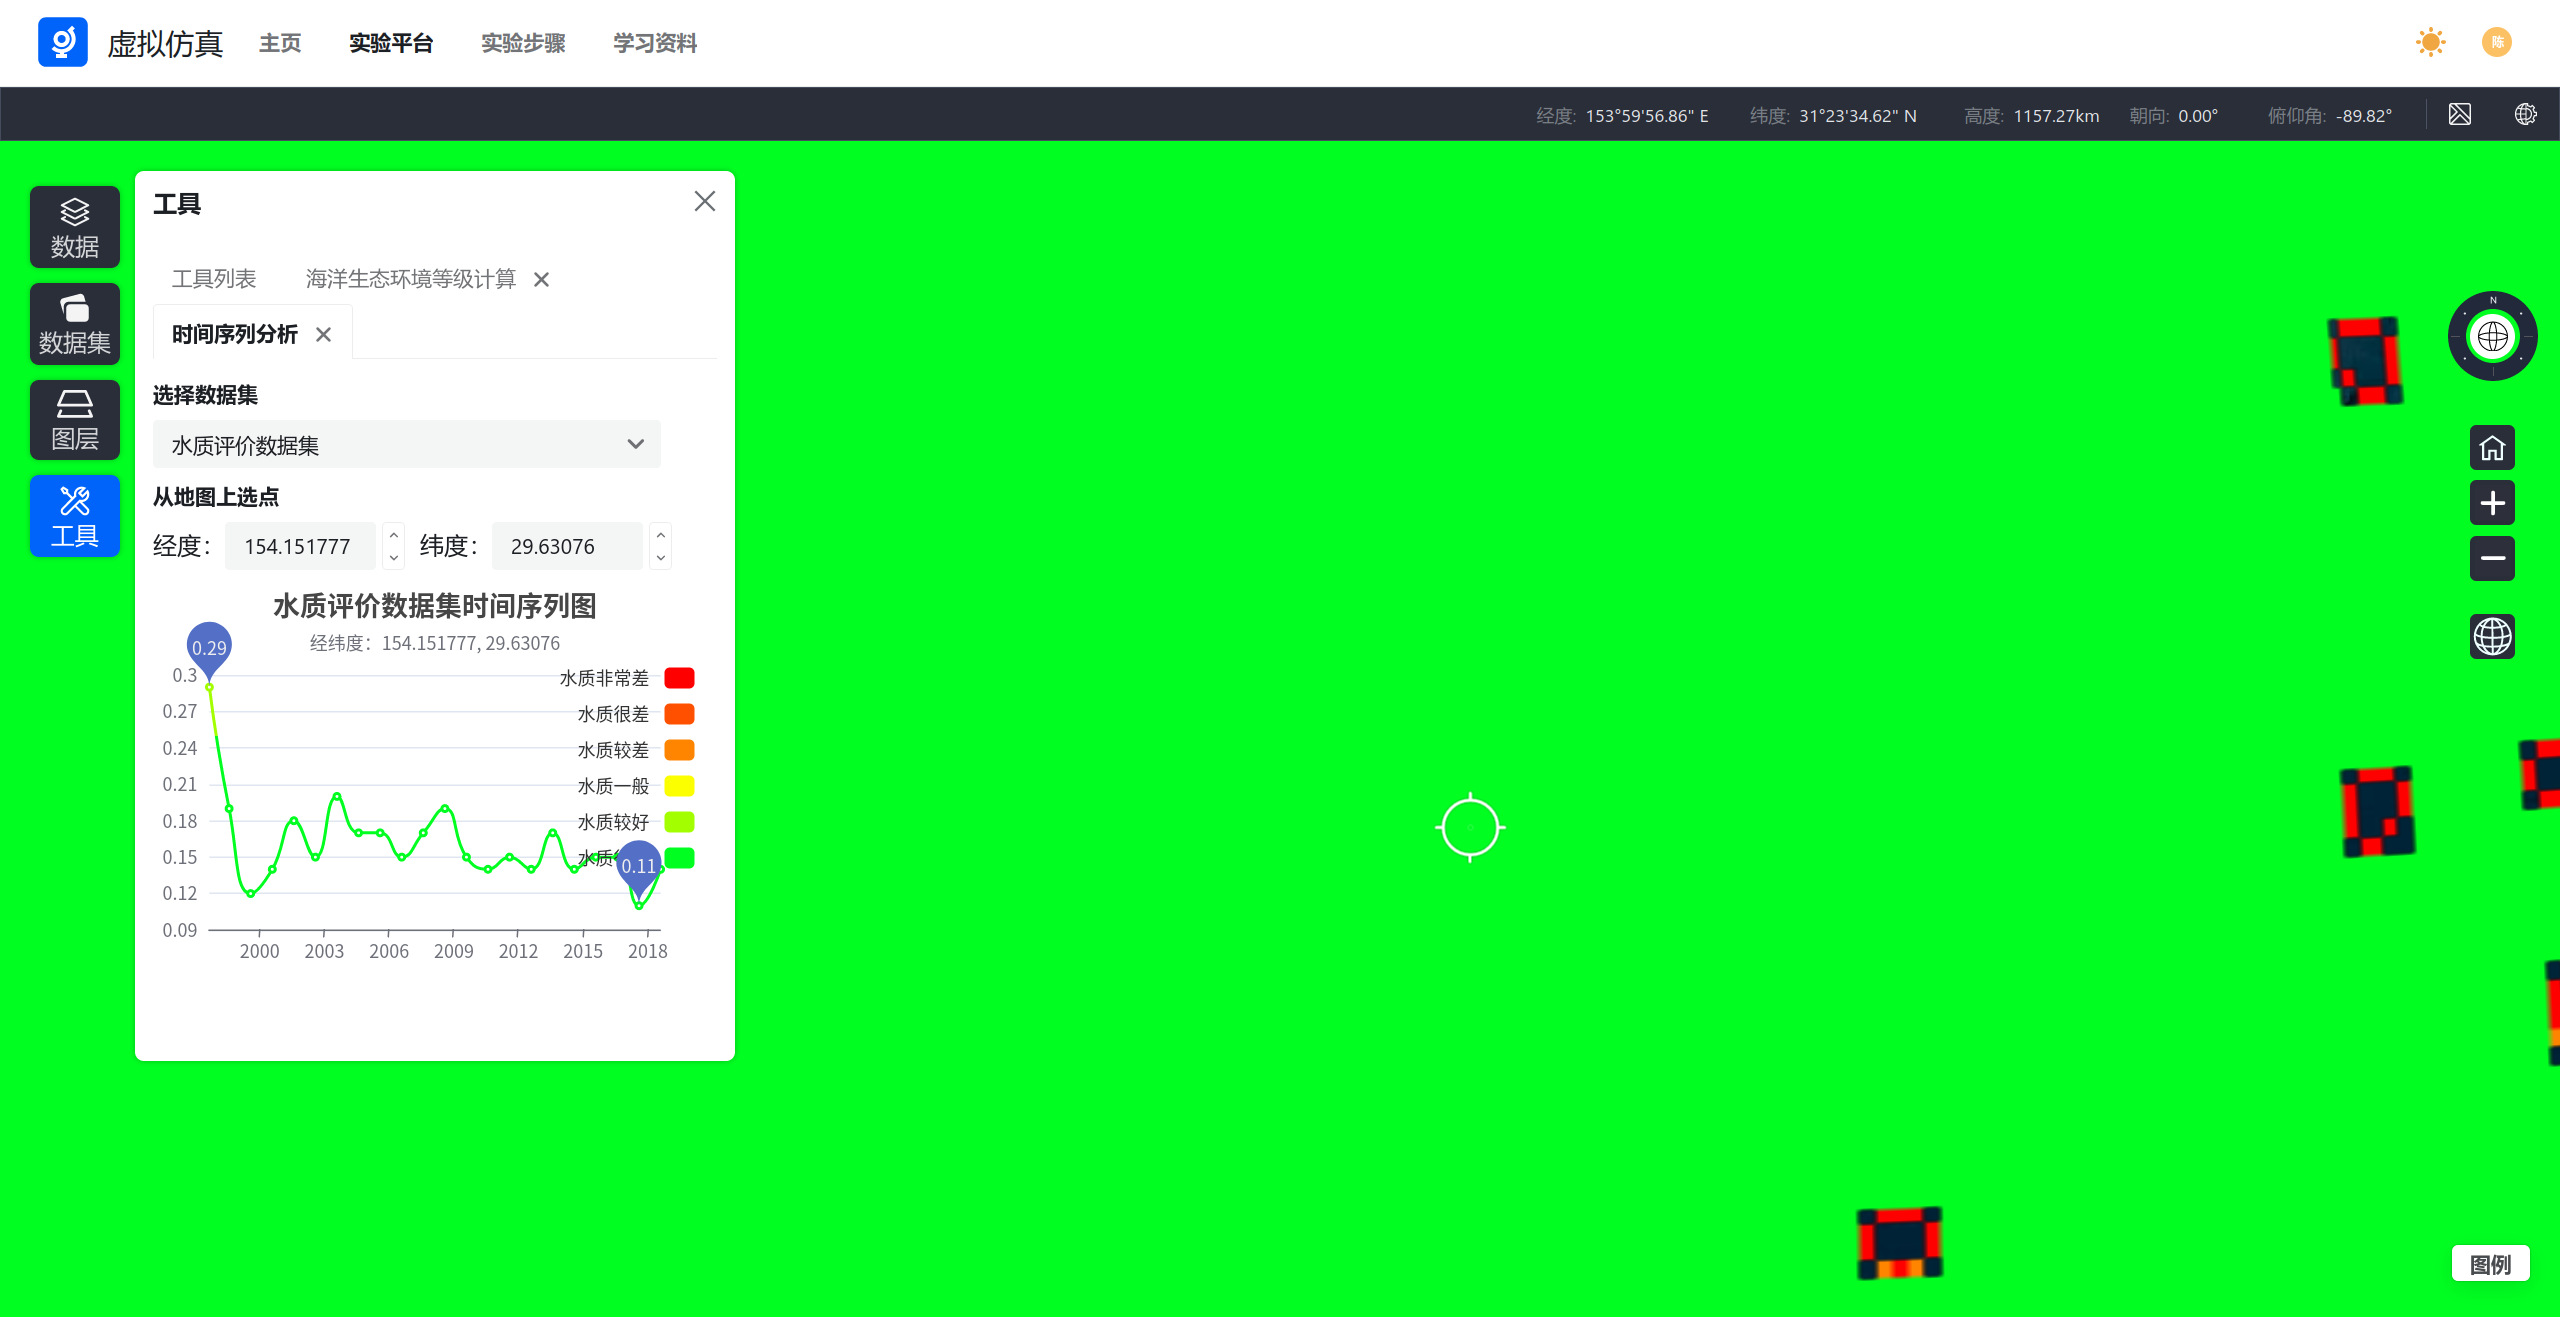 虚拟仿真 主页 实验平台 实验步骤 学习资料 陈
经度: 153°59'56.86" E 纬度: 31°23'34.62" N 高度: 1157.27km 朝向: 0.00° 俯仰角: -89.82°
数据
数据集
图层
工具
工具
工具列表 海洋生态环境等级计算
时间序列分析
选择数据集
水质评价数据集
从地图上选点
经度: 154.151777 纬度: 29.63076
水质评价数据集时间序列图
经纬度: 154.151777, 29.63076
0.29
0.3
0.27
0.24
0.21
0.18
0.15
0.12
0.09
水质非常差
水质很差
水质较差
水质一般
水质较好
水质
0.11
2000 2003 2006 2009 2012 2015 2018
N
图例